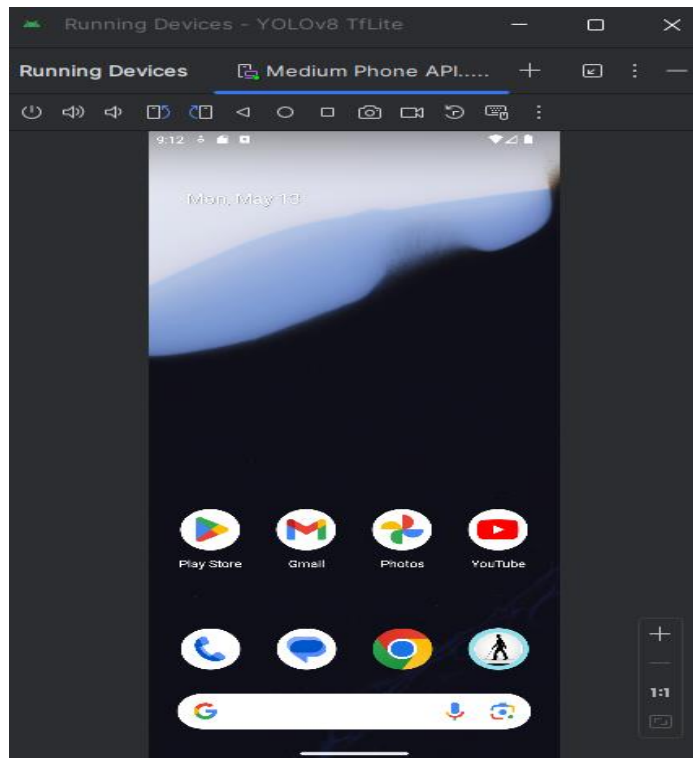 Running Devices - YOLOv8 TfLite
Running Devices
Medium Phone API.....
9:12
Mon, May 13
Play Store Gmail Photos YouTube
1:1